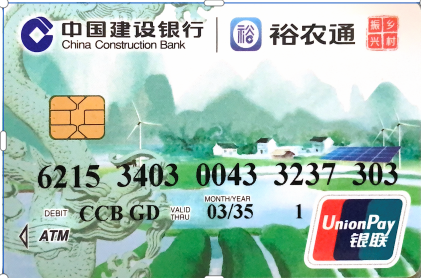 中国建设银行 裕 裕农通 振兴 乡村
China Construction Bank
6215 3403 0043 3237 303
MONTH/YEAR
DEBIT CCB GD VALID THRU 03/35 1
ATM
UnionPay
银联